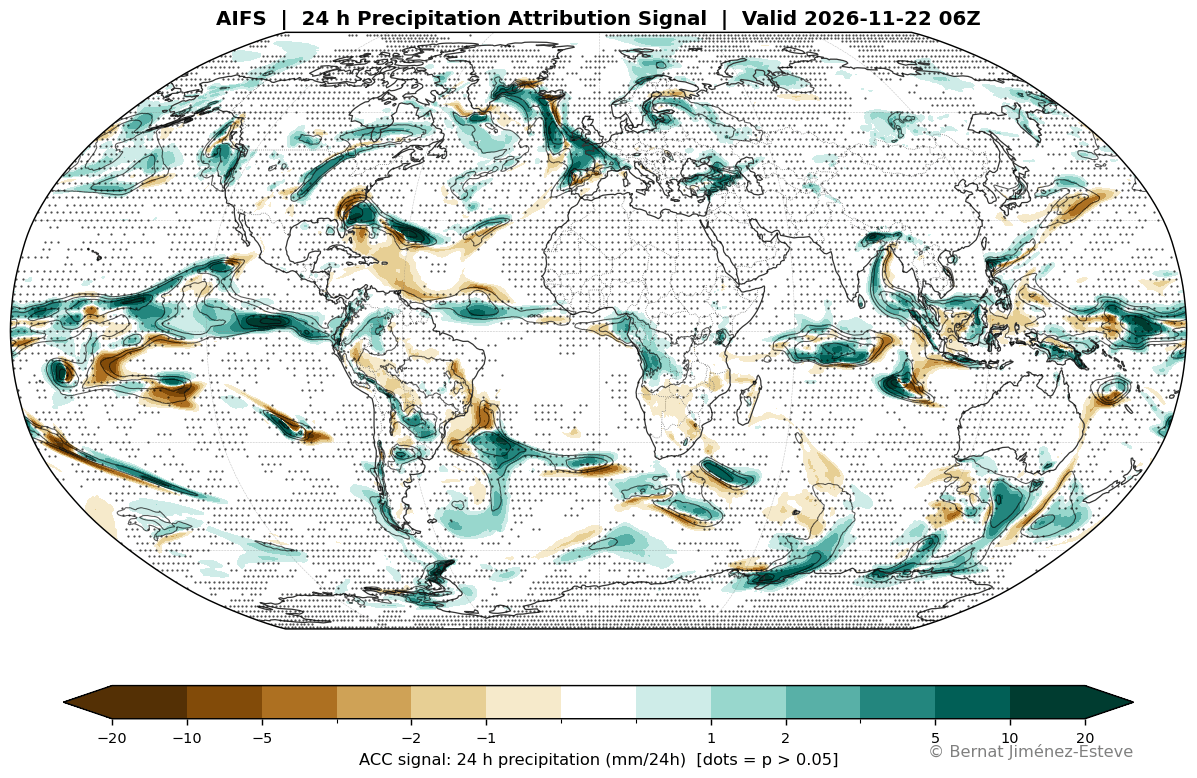 AIFS | 24 h Precipitation Attribution Signal | Valid 2026-11-22 06Z
−20 −10 −5 −2 −1 1 2 5 10 20
© Bernat Jiménez-Esteve
ACC signal: 24 h precipitation (mm/24h) [dots = p > 0.05]